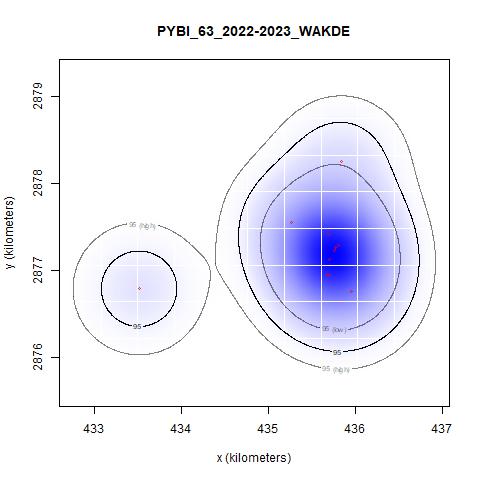 PYBI_63_2022-2023_WAKDE
2879
2878
2877
2876
y (kilometers)
95 (high)
95
95 (low)
95
95 (high)
433
434
435
436
437
x (kilometers)